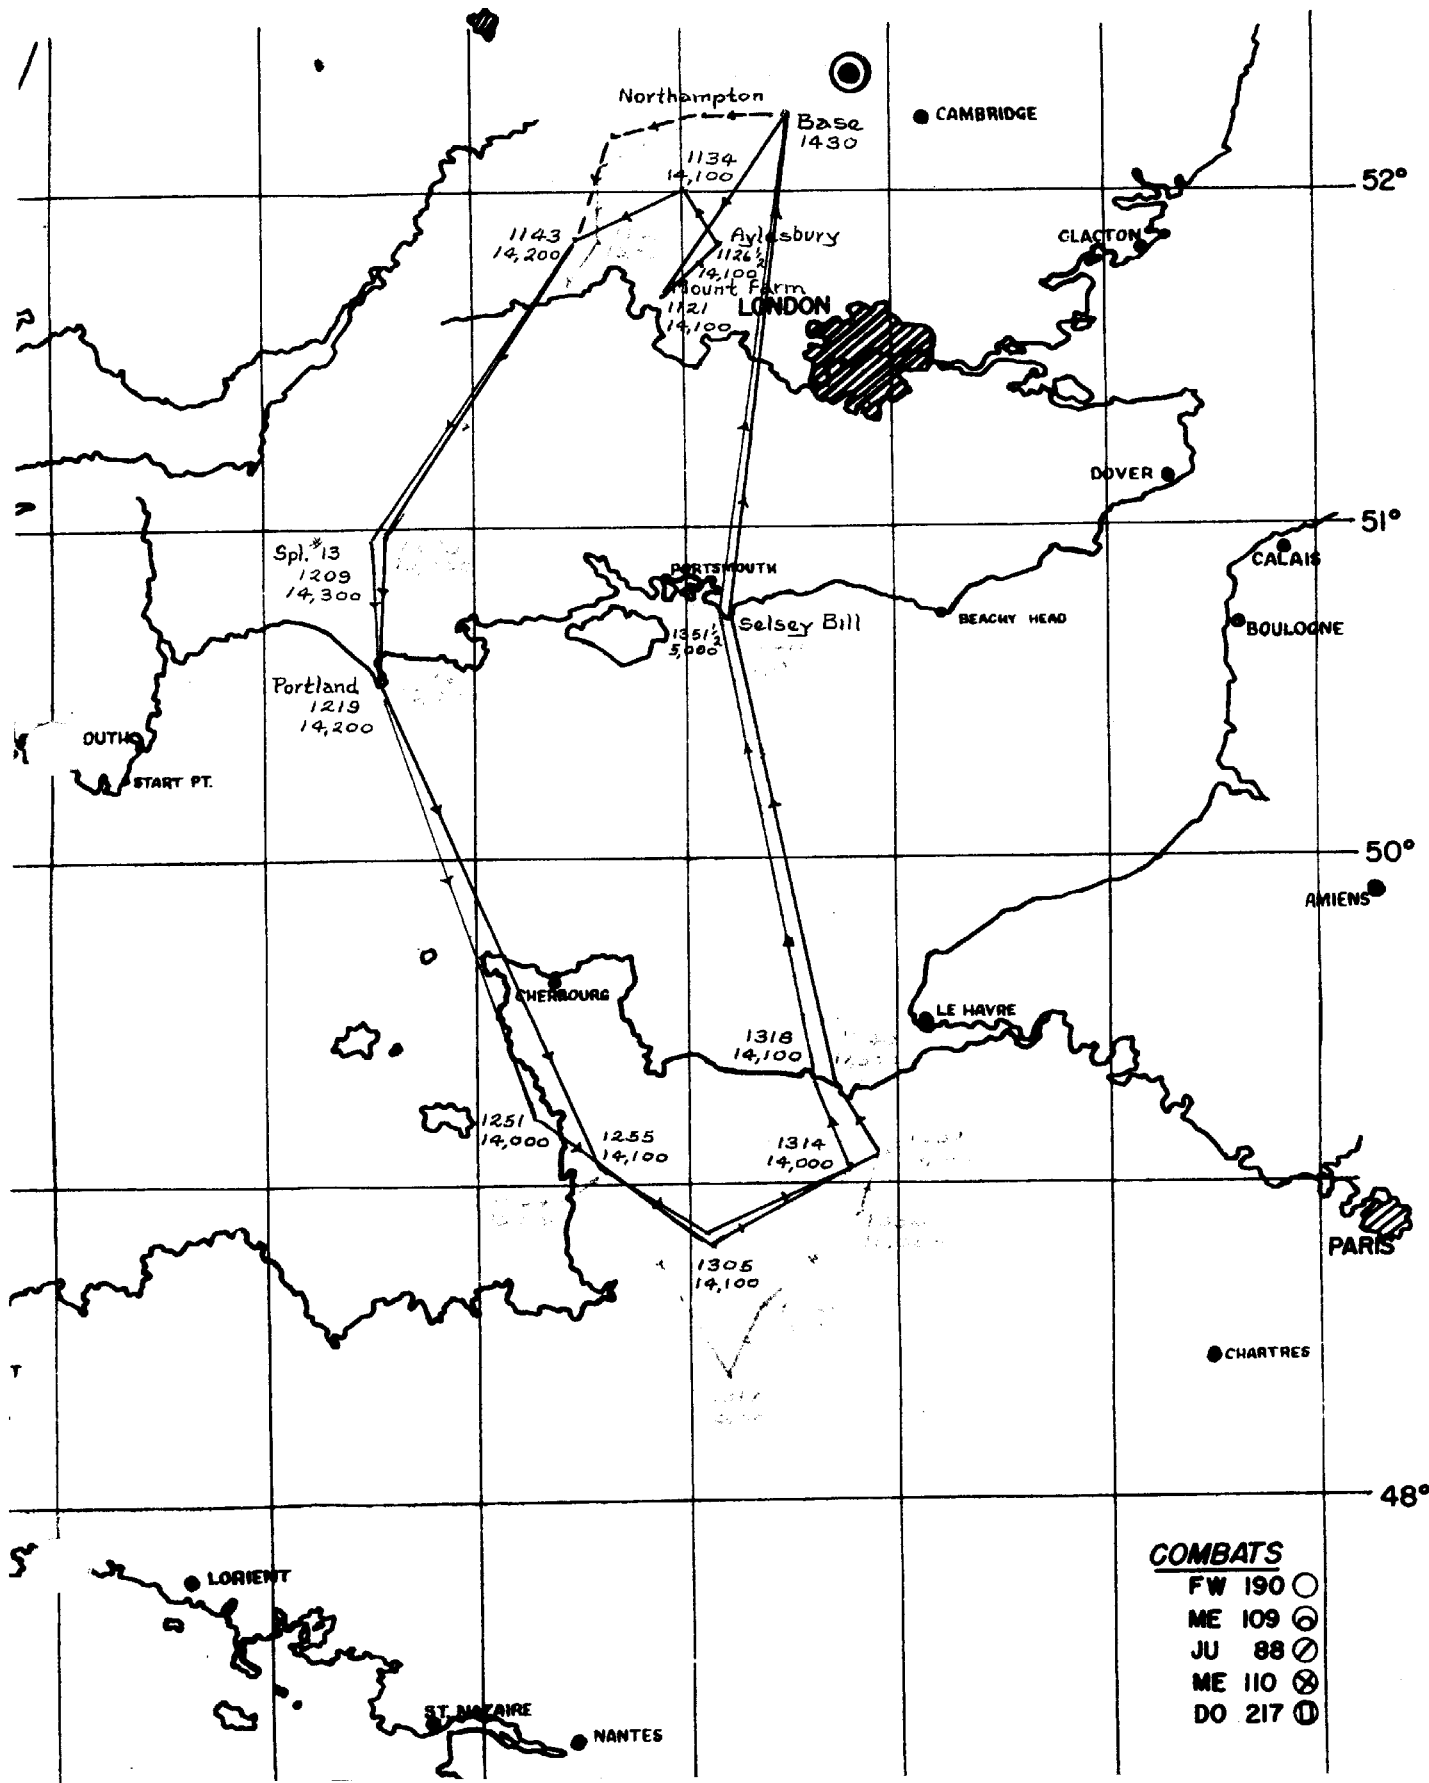 Northampton
Base
1430
CAMBRIDGE
1134
14,100
52°
1143
14,200
Aylesbury
1126½
14,100
CLACTON
Mount Farm
1121
14,100
LONDON
DOVER
51°
CALAIS
Spl. #13
1209
14,300
PORTSMOUTH
Selsey Bill
1351½
5,000
BEACHY HEAD
BOULOGNE
Portland
1219
14,200
OUTH
START PT.
50°
AMIENS
CHERBOURG
LE HAVRE
1318
14,100
1251
14,000
1255
14,100
1314
14,000
PARIS
1305
14,100
CHARTRES
T
48°
LORIENT
ST. NAZAIRE
NANTES
COMBATS
FW 190
ME 109
JU 88
ME 110
DO 217